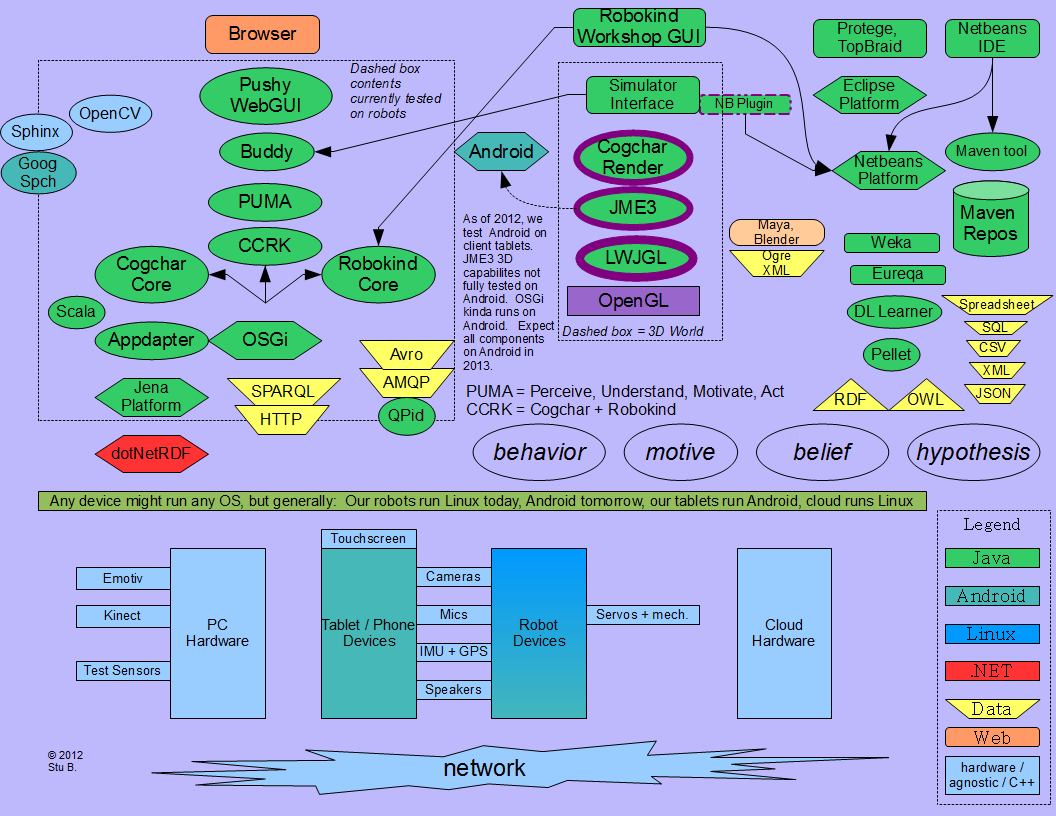 Browser
Robokind
Workshop GUI
Protege,
TopBraid
Netbeans
IDE
Dashed box
contents
currently tested
on robots
Pushy
WebGUI
Simulator
Interface
NB Plugin
Eclipse
Platform
OpenCV
Sphinx
Goog
Spch
Buddy
Android
Cogchar
Render
Netbeans
Platform
Maven tool
PUMA
JME3
Maven
Repos
CCRK
As of 2012, we
test Android on
client tablets.
JME3 3D
capabilites not
fully tested on
Android. OSGi
kinda runs on
Android. Expect
all components
on Android in
2013.
Maya,
Blender
Ogre
XML
Weka
Cogchar
Core
Robokind
Core
LWJGL
Eureqa
OpenGL
Scala
DL Learner
Spreadsheet
SQL
CSV
XML
JSON
Appdapter
OSGi
Dashed box = 3D World
Avro
AMQP
QPid
Pellet
Jena
Platform
SPARQL
HTTP
PUMA = Perceive, Understand, Motivate, Act
CCRK = Cogchar + Robokind
RDF
OWL
dotNetRDF
behavior
motive
belief
hypothesis
Any device might run any OS, but generally: Our robots run Linux today, Android tomorrow, our tablets run Android, cloud runs Linux
Legend
Java
Android
Linux
.NET
Data
Web
hardware /
agnostic / C++
Touchscreen
Emotiv
Kinect
Test Sensors
PC
Hardware
Tablet / Phone
Devices
Cameras
Mics
IMU + GPS
Speakers
Robot
Devices
Servos + mech.
Cloud
Hardware
© 2012
Stu B.
network